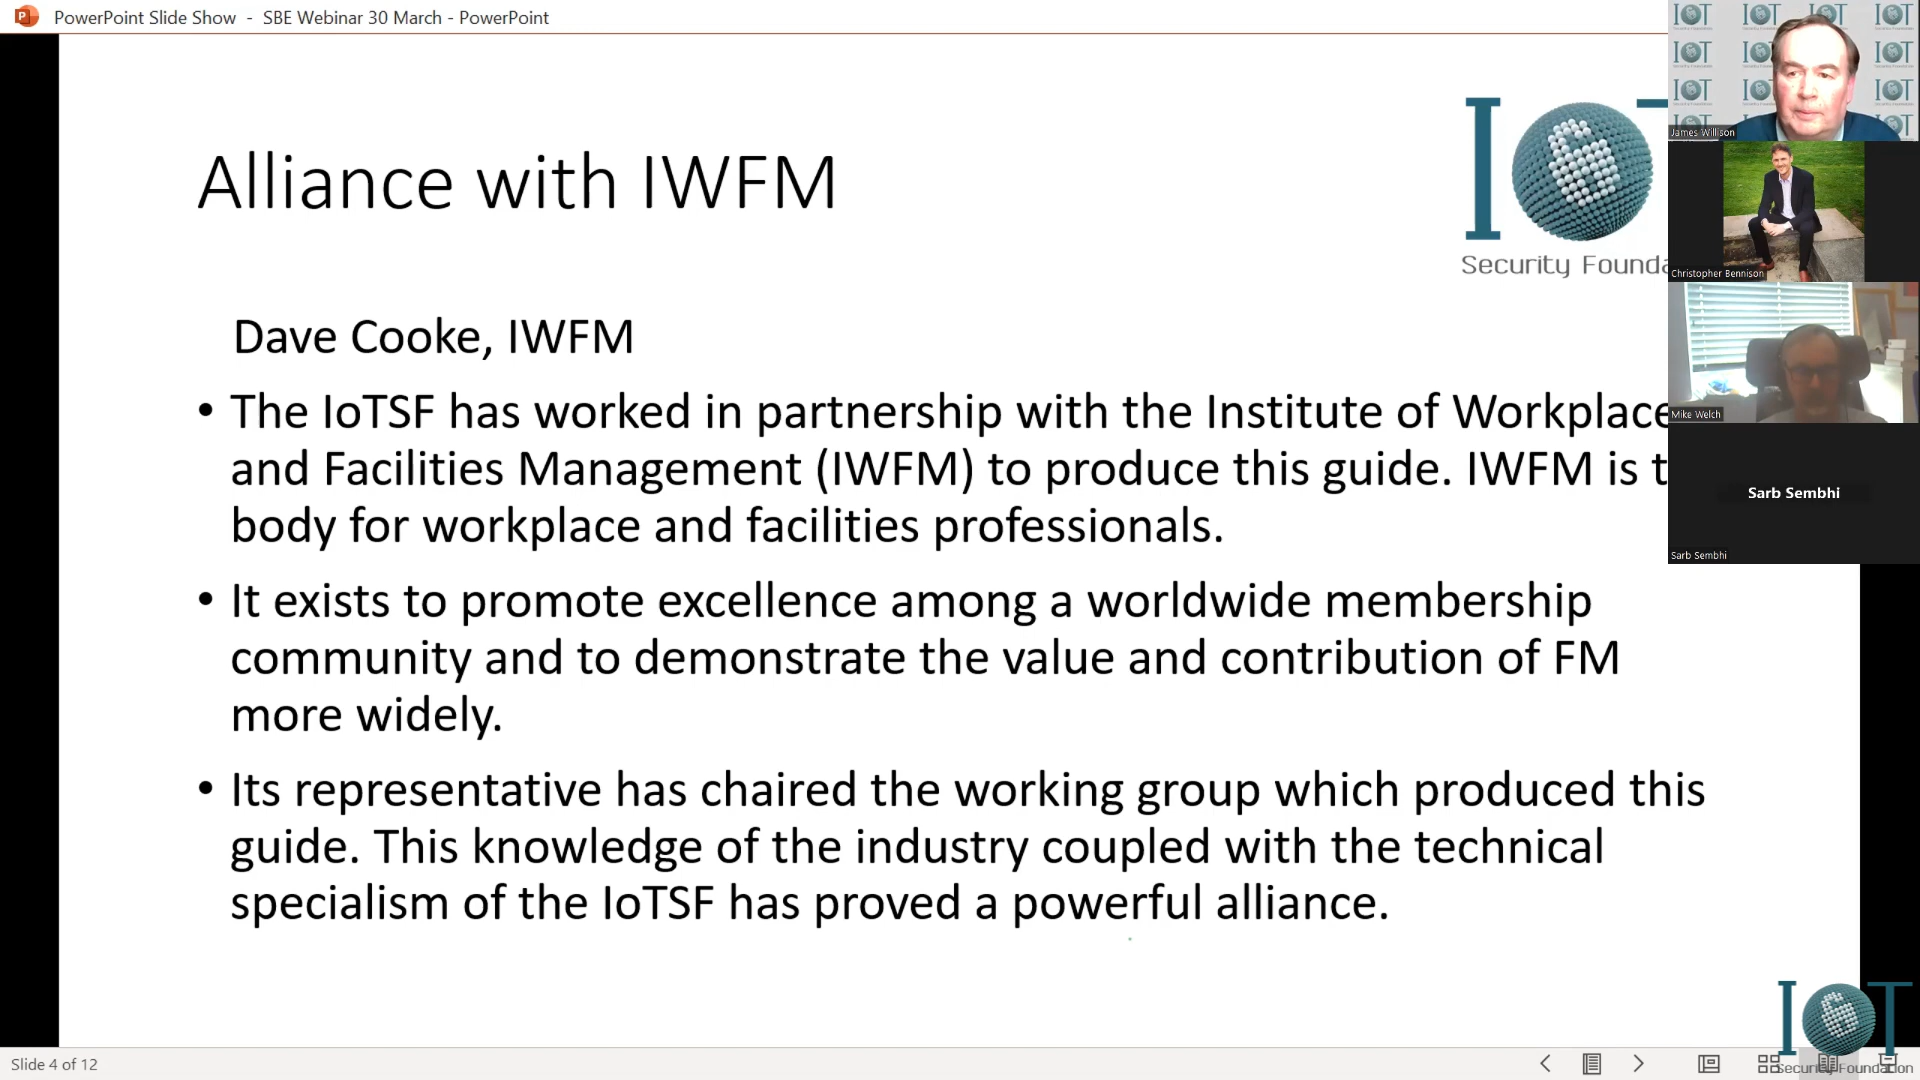 PowerPoint Slide Show - SBE Webinar 30 March - PowerPoint
Alliance with IWFM
IOT
Security Founda
Dave Cooke, IWFM
• The IoTSF has worked in partnership with the Institute of Workplace
and Facilities Management (IWFM) to produce this guide. IWFM is t
body for workplace and facilities professionals.
• It exists to promote excellence among a worldwide membership
community and to demonstrate the value and contribution of FM
more widely.
• Its representative has chaired the working group which produced this
guide. This knowledge of the industry coupled with the technical
specialism of the IoTSF has proved a powerful alliance.
James Willison
Christopher Bennison
Mike Welch
Sarb Sembhi
Sarb Sembhi
IOT
Security Foundation
Slide 4 of 12